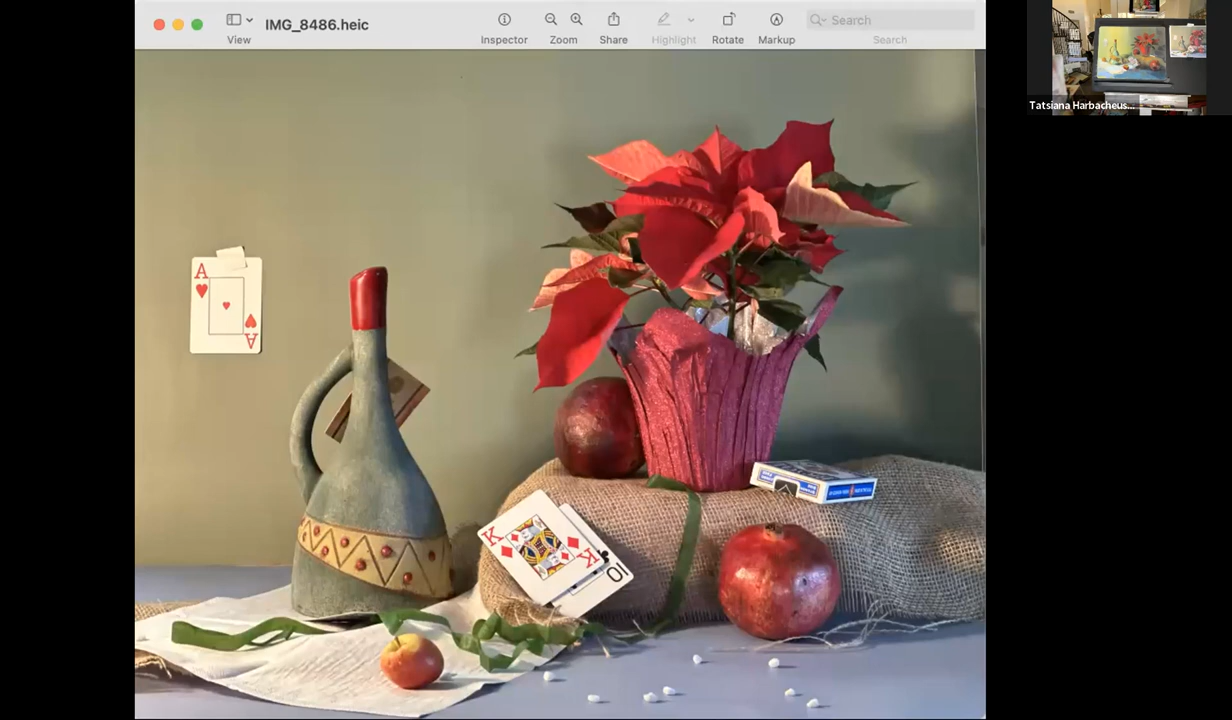 IMG_8486.heic
View
Inspector
Zoom
Share
Highlight
Rotate
Markup
Search
Search
Tatsiana Harbacheus...
A
A
K
K
10